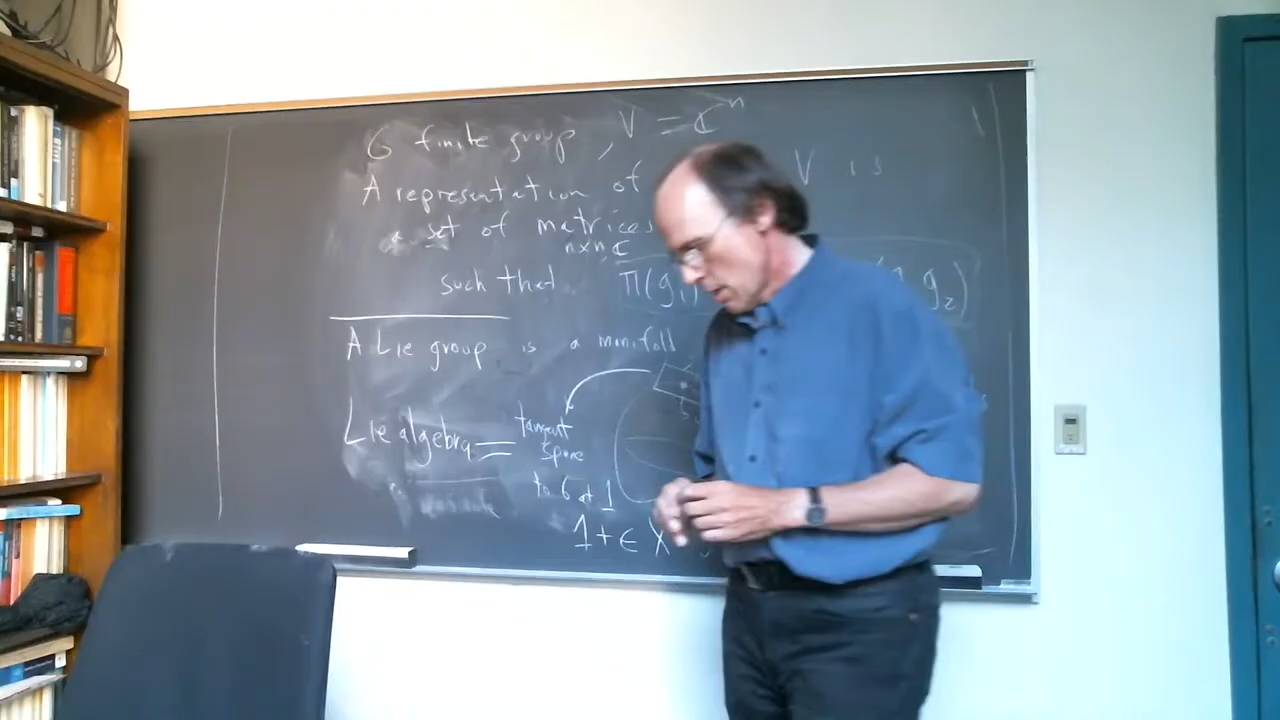 G finite group, V = ℂⁿ
A representation of V is
a set of matrices
n×n, ℂ
such that Π(g₁) g₂)
A Lie group is a manifold
Lie algebra = tangent
space
to G at 1
1 + ϵ X